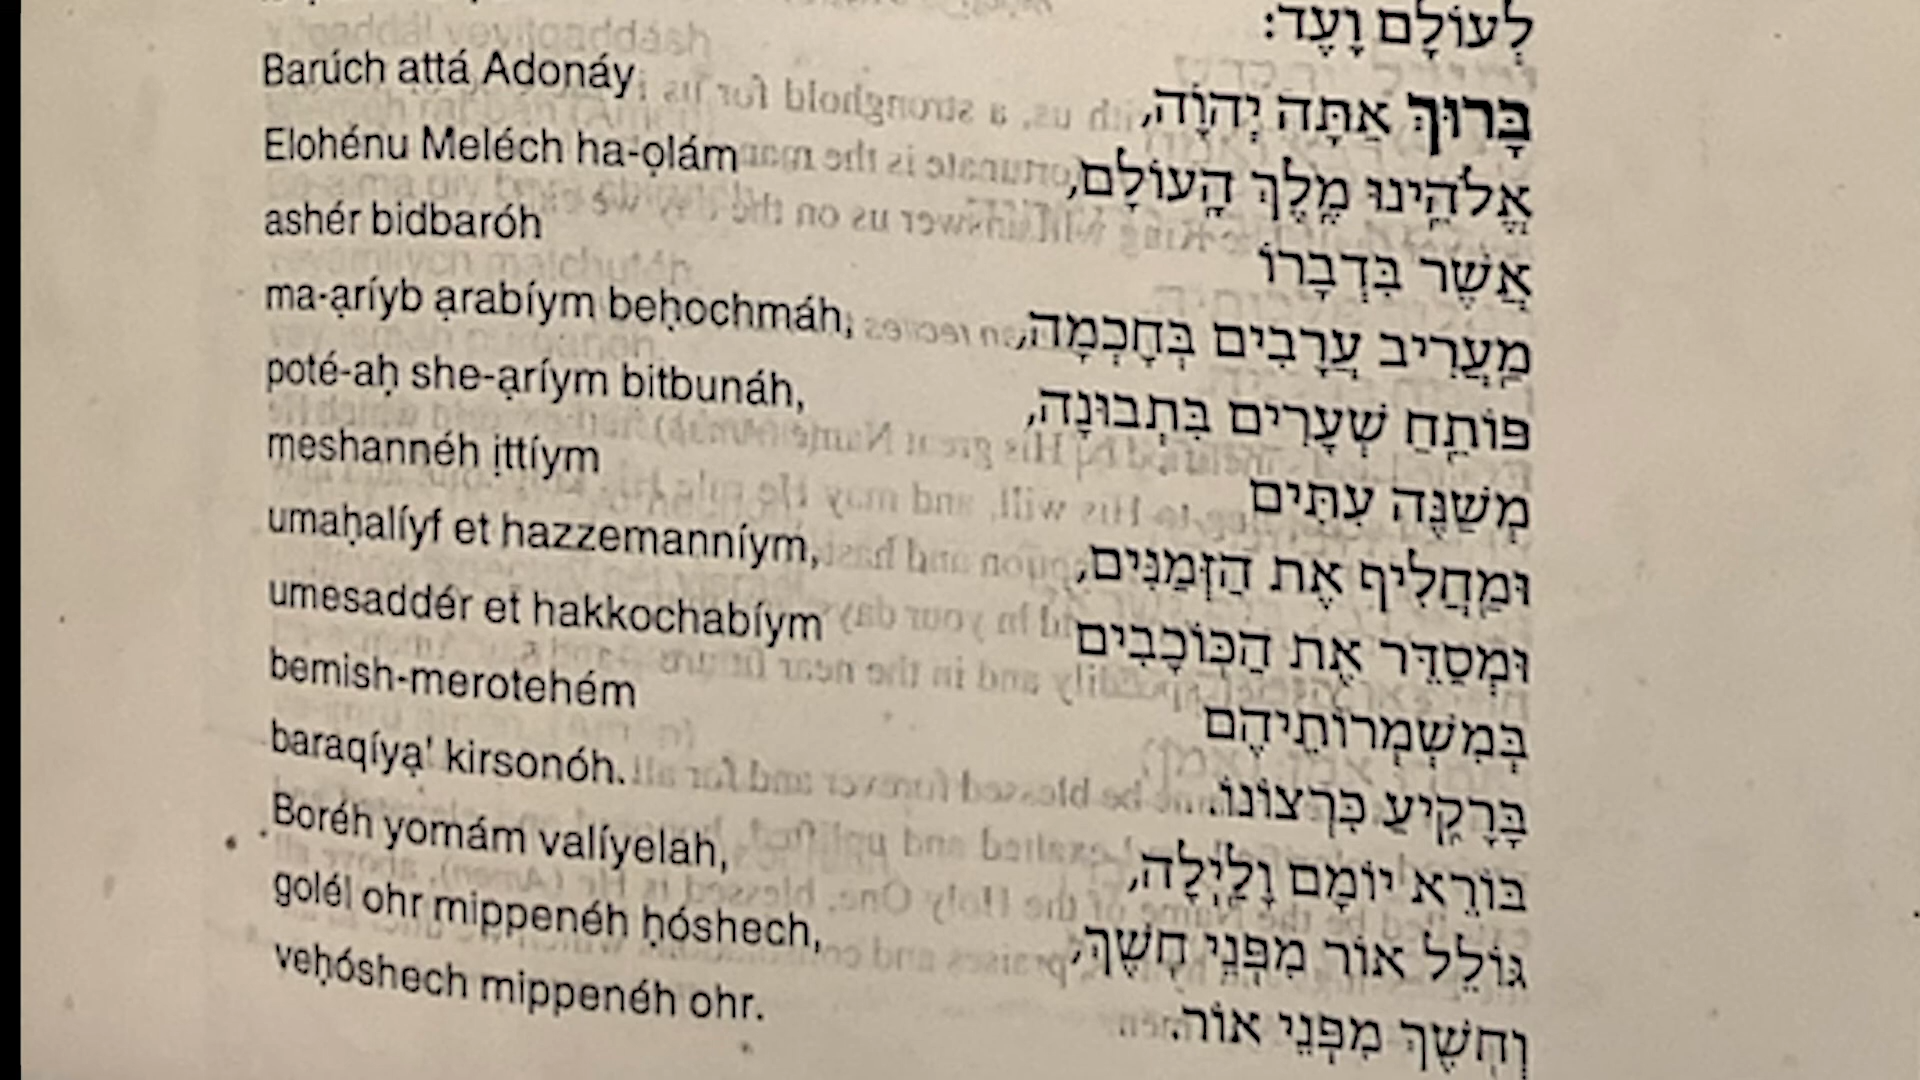 לְעוֹלָם וָעֶד:
Barúch ạttá Adonáy
בָּרוּךְ אַתָּה יְהֹוָה,
Elohénu Meléch ha-ọlám
אֱלֹהֵינוּ מֶלֶךְ הָעוֹלָם,
ashér bidbaróh
אֲשֶׁר בִּדְבָרוֹ
ma-ạríyb ạrabíym beḥochmáh,
מַעֲרִיב עֲרָבִים בְּחָכְמָה,
poté-aḥ she-ạríym bitbunáh,
פּוֹתֵחַ שְׁעָרִים בִּתְבוּנָה,
meshannéh ịttíym
מְשַׁנֶּה עִתִּים
umaḥalíyf et hazzemanníym,
וּמַחֲלִיף אֶת הַזְּמַנִּים,
umesaddér et hakkochabíym
וּמְסַדֵּר אֶת הַכּוֹכָבִים
bemish-merotehém
בְּמִשְׁמְרוֹתֵיהֶם
baraqíyạ' kirsonóh.
בָּרָקִיעַ כִּרְצוֹנוֹ.
Boréh yomám valíyelah,
בּוֹרֵא יוֹמָם וָלַיְלָה,
golél ohr mippenéh ḥóshech,
גּוֹלֵל אוֹר מִפְּנֵי חֹשֶׁךְ,
veḥóshech mippenéh ohr.
וְחֹשֶׁךְ מִפְּנֵי אוֹר.